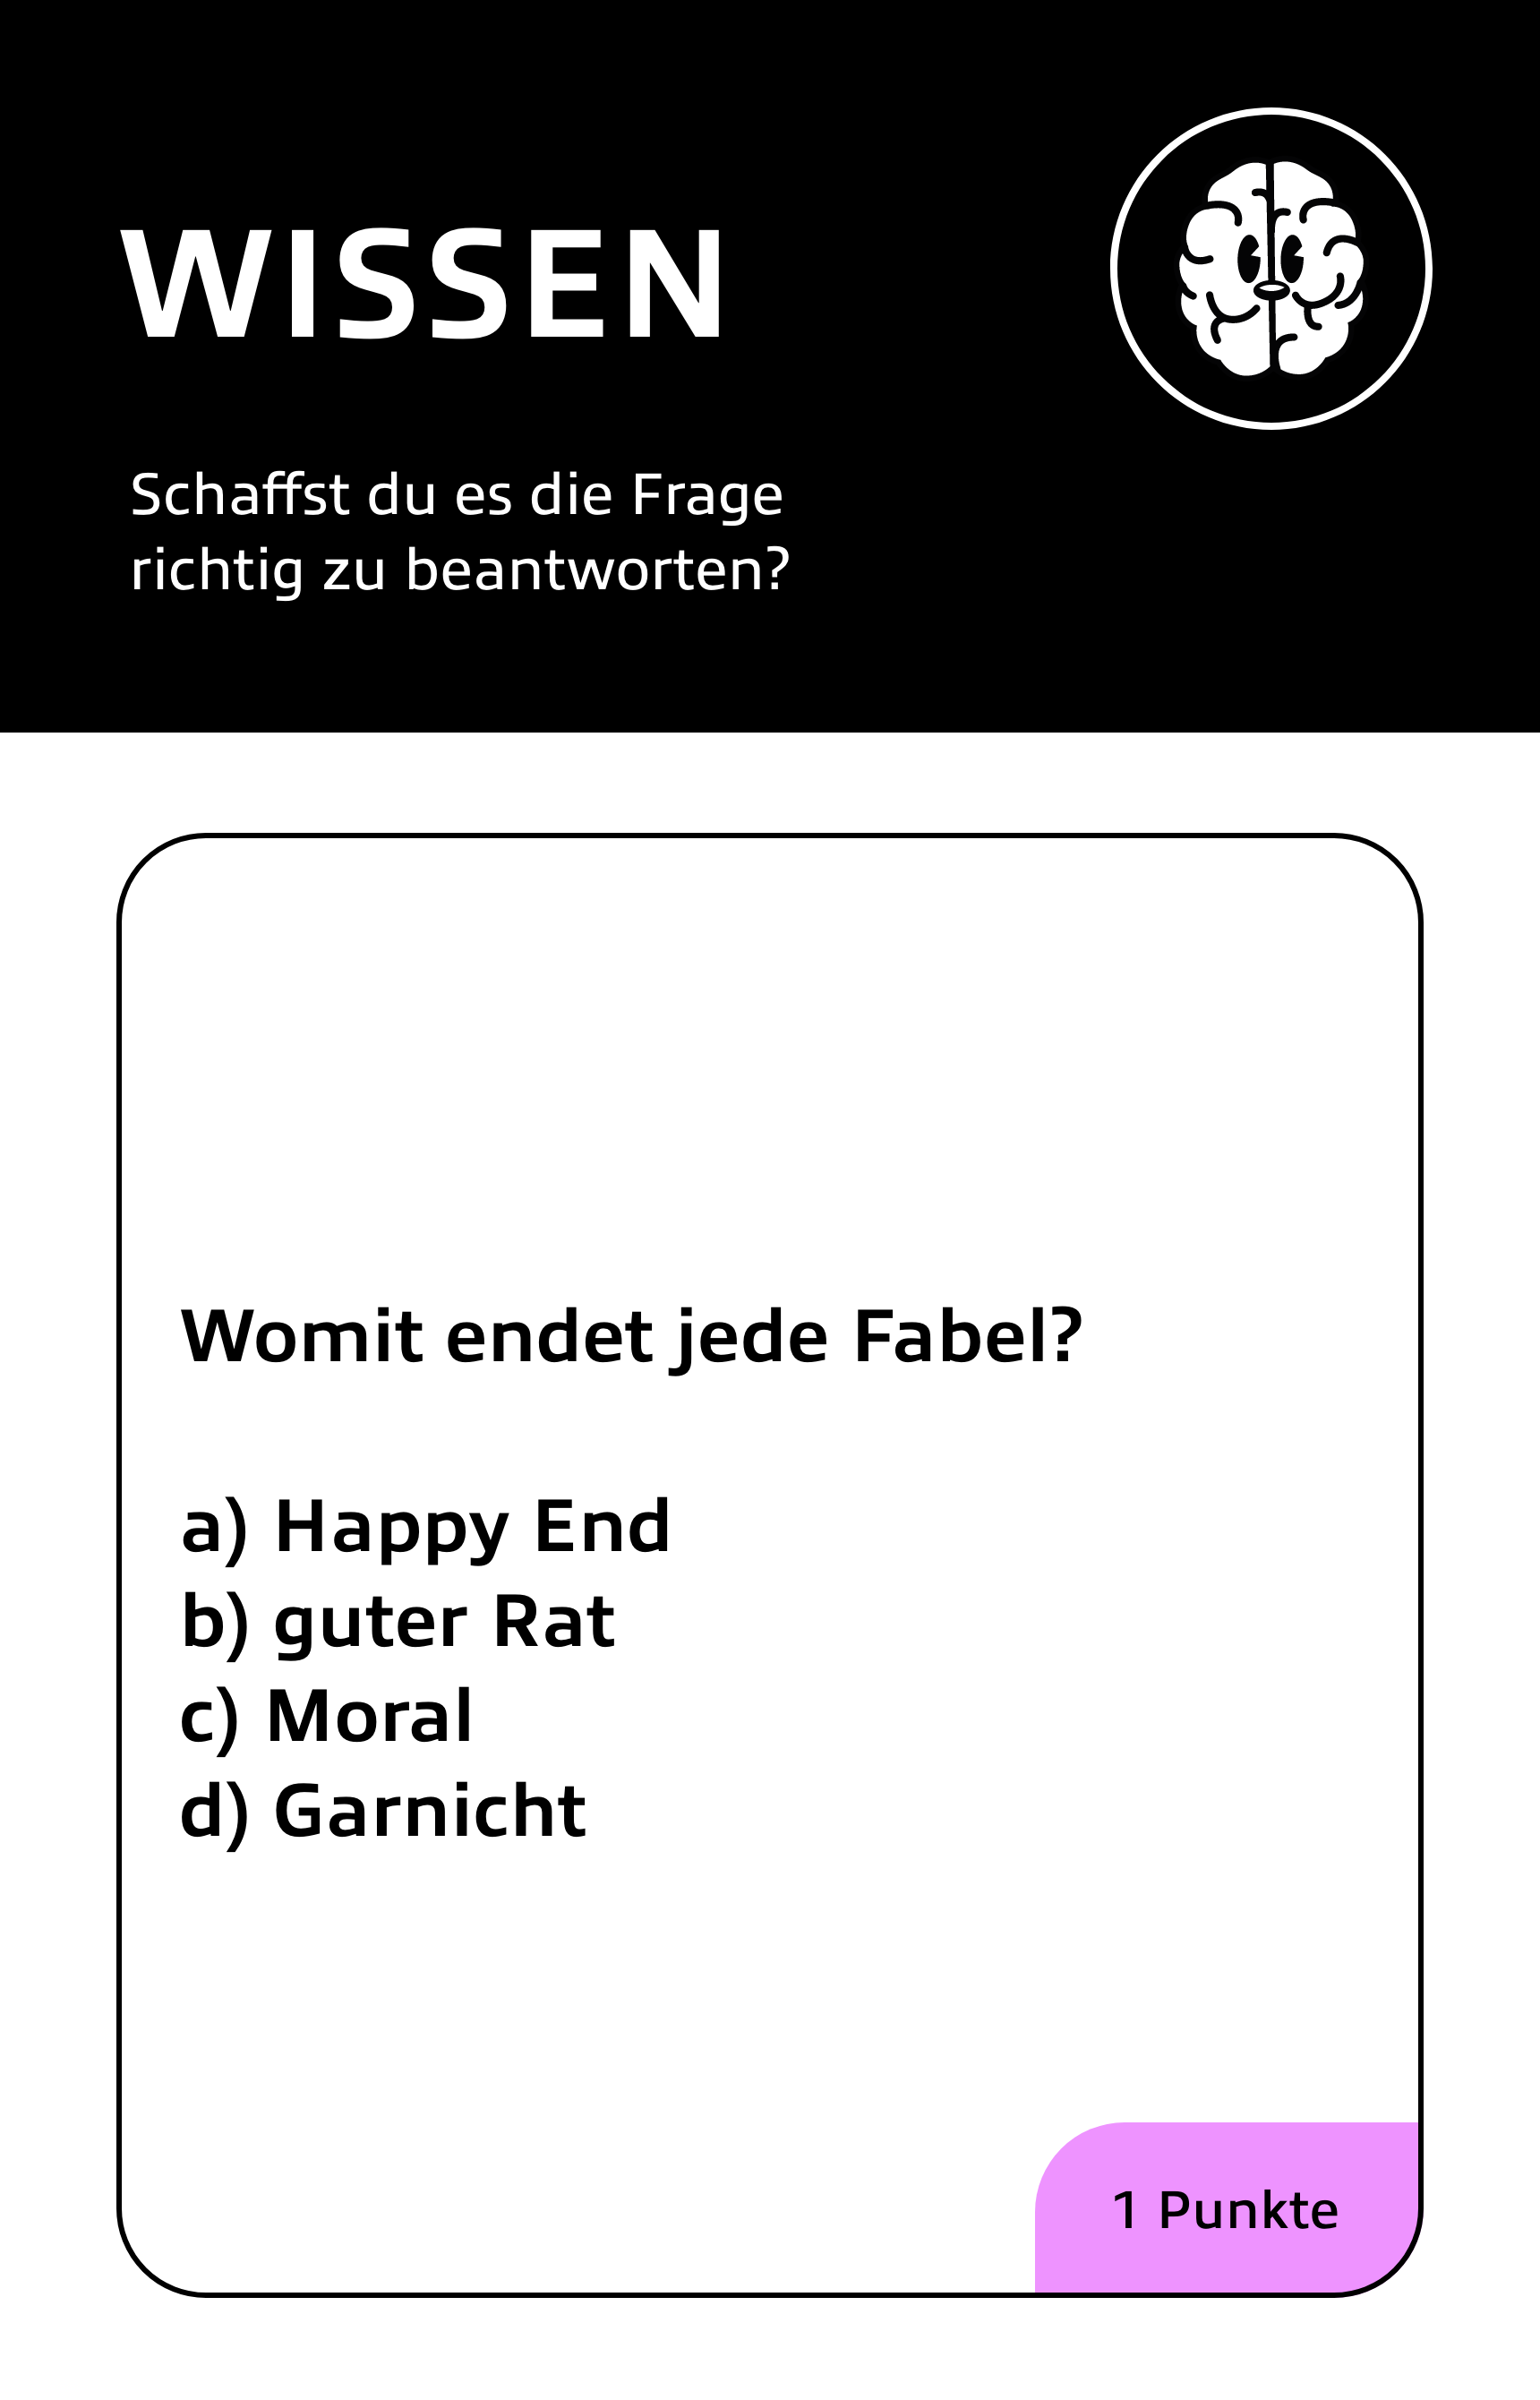 WISSEN
Schaffst du es die Frage
richtig zu beantworten?
Womit endet jede Fabel?
a) Happy End
b) guter Rat
c) Moral
d) Garnicht
1 Punkte